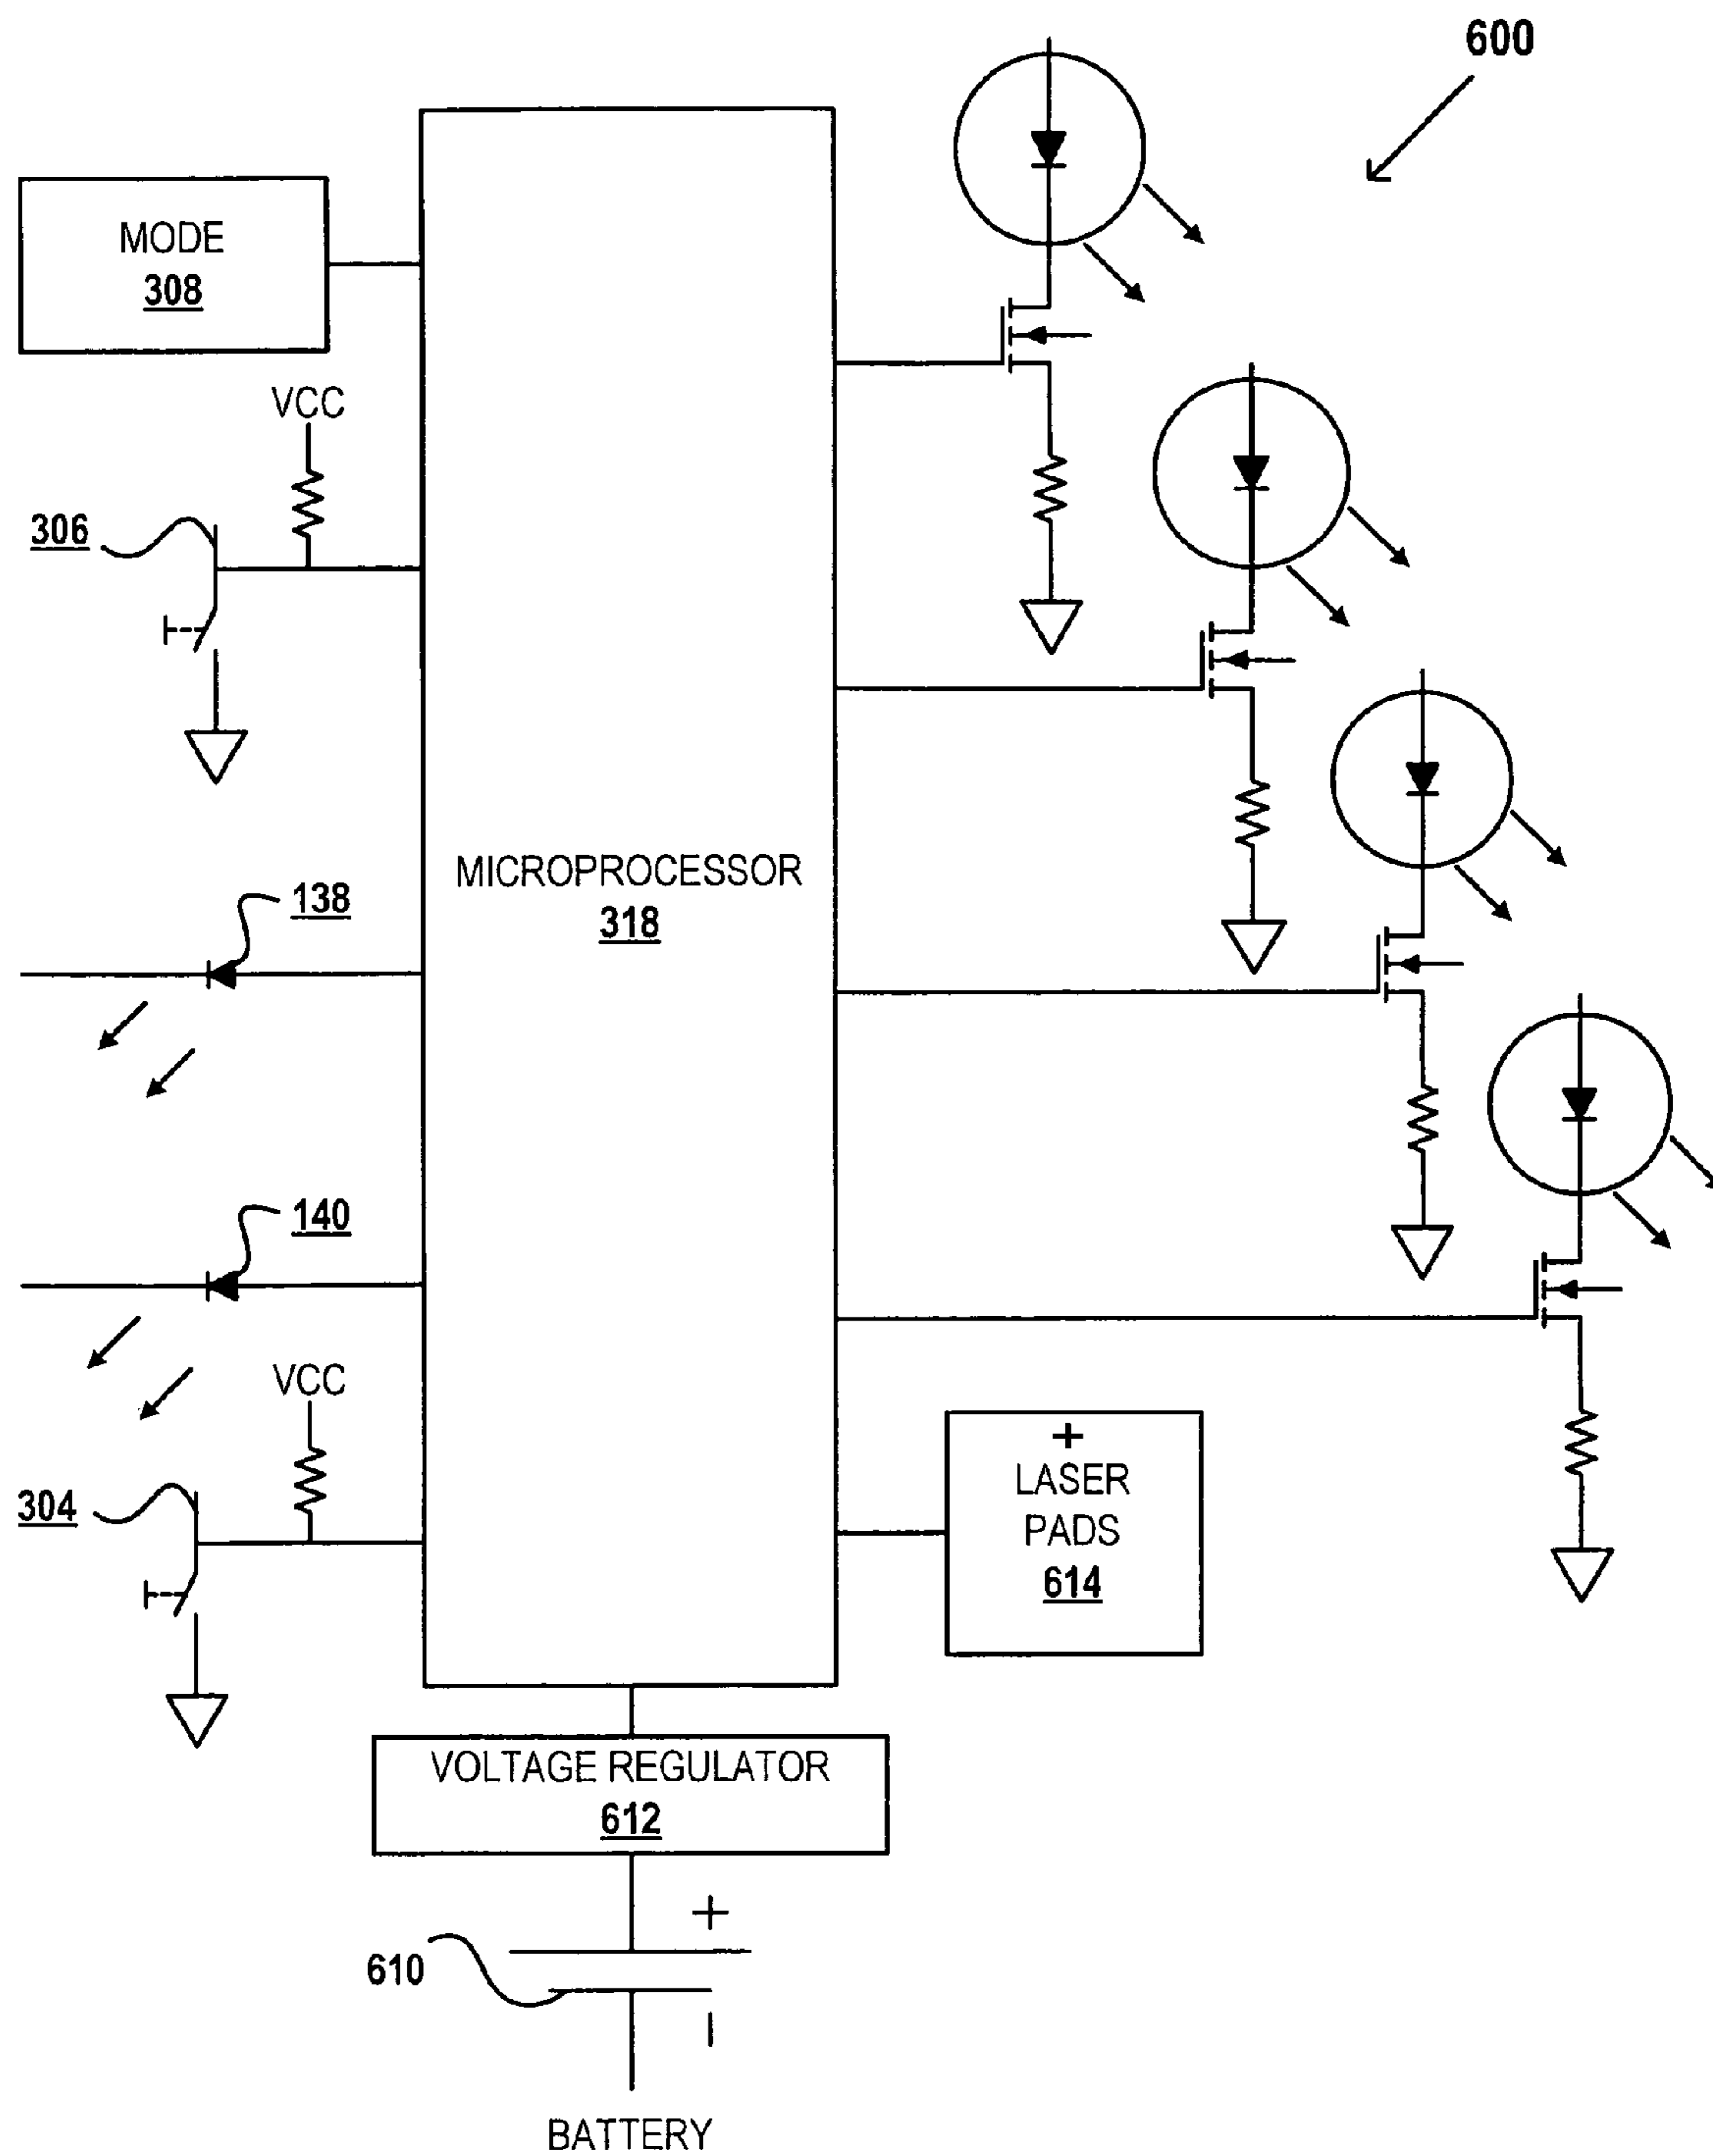 600
MODE
308
VCC
306
MICROPROCESSOR
318
138
140
VCC
304
+
LASER
PADS
614
VOLTAGE REGULATOR
612
+
610
–
BATTERY